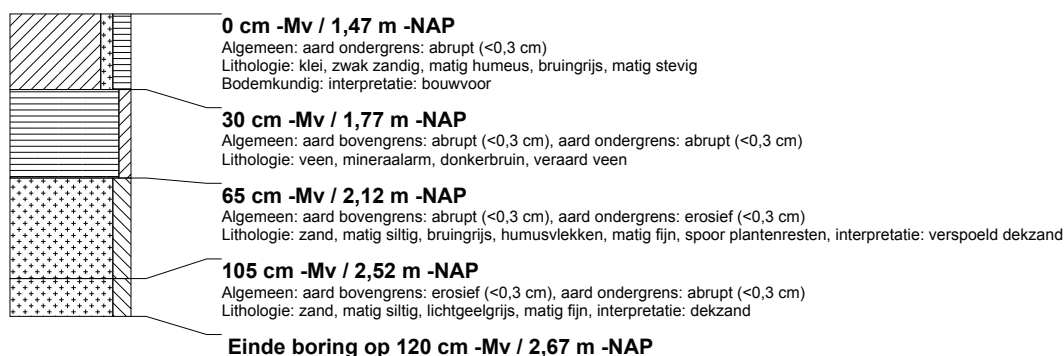 0 cm -Mv / 1,47 m -NAP
Algemeen: aard ondergrens: abrupt (<0,3 cm)
Lithologie: klei, zwak zandig, matig humeus, bruingrijs, matig stevig
Bodemkundig: interpretatie: bouwvoor
30 cm -Mv / 1,77 m -NAP
Algemeen: aard bovengrens: abrupt (<0,3 cm), aard ondergrens: abrupt (<0,3 cm)
Lithologie: veen, mineraalarm, donkerbruin, veraard veen
65 cm -Mv / 2,12 m -NAP
Algemeen: aard bovengrens: abrupt (<0,3 cm), aard ondergrens: erosief (<0,3 cm)
Lithologie: zand, matig siltig, bruingrijs, humusvlekken, matig fijn, spoor plantenresten, interpretatie: verspoeld dekzand
105 cm -Mv / 2,52 m -NAP
Algemeen: aard bovengrens: erosief (<0,3 cm), aard ondergrens: abrupt (<0,3 cm)
Lithologie: zand, matig siltig, lichtgeelgrijs, matig fijn, interpretatie: dekzand
Einde boring op 120 cm -Mv / 2,67 m -NAP